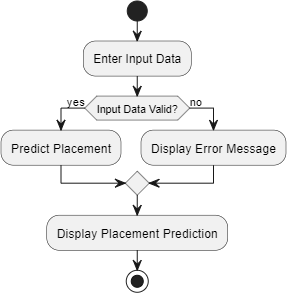 Enter Input Data
Input Data Valid?
yes
no
Predict Placement
Display Error Message
Display Placement Prediction